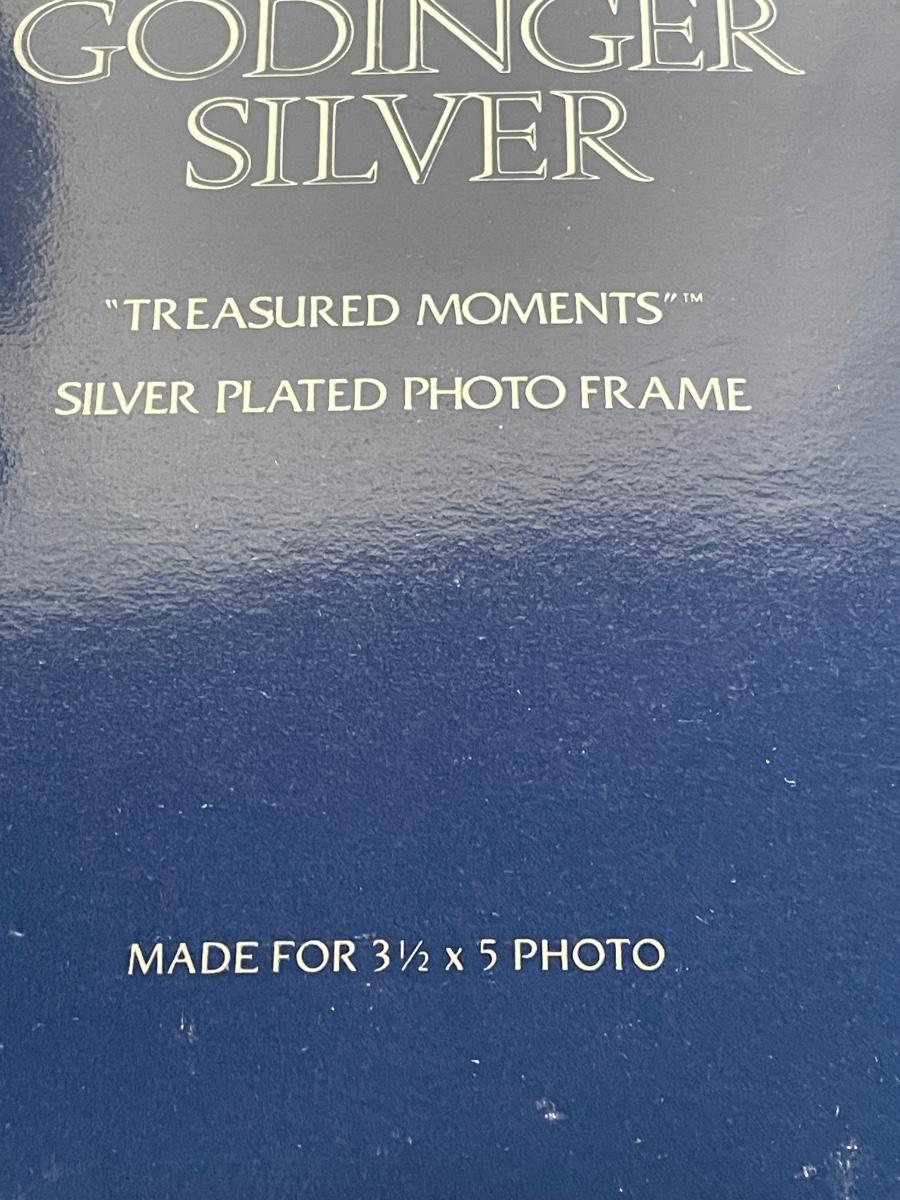 GODINGER
SILVER
"TREASURED MOMENTS"™
SILVER PLATED PHOTO FRAME
MADE FOR 3½ x 5 PHOTO